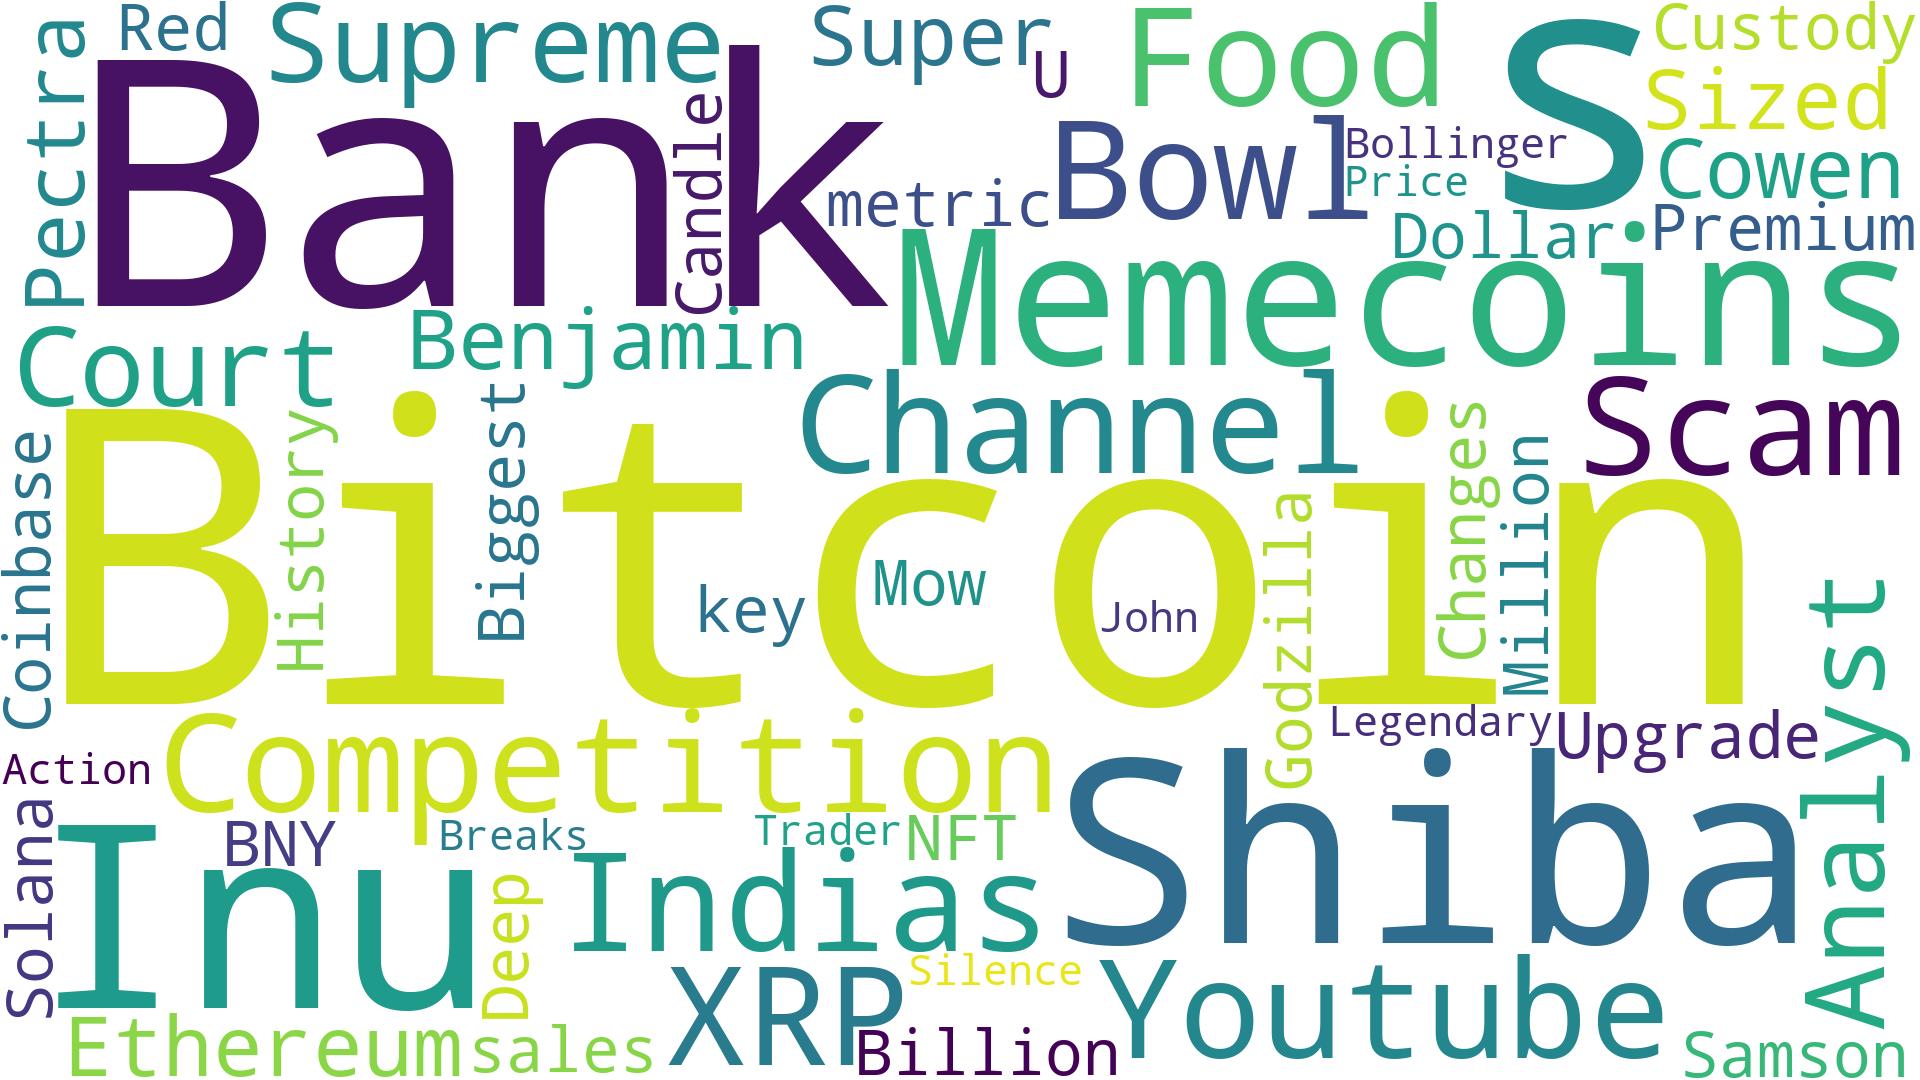 Red
Supreme
Super
U
Food
S
Custody
Sized
Pectra
Bank
Candle
metric
Bowl
Bollinger
Price
Cowen
Dollar
Premium
Memecoins
Court
Benjamin
Channel
Scam
Coinbase
Bitcoin
History
Biggest
key
Mow
John
Godzilla
Changes
Million
Analyst
Legendary
Upgrade
Action
Competition
Shiba
Solana
Inu
BNY
Breaks
Trader
NFT
Deep
Indias
XRP
Silence
Youtube
Ethereum
sales
Billion
Samson